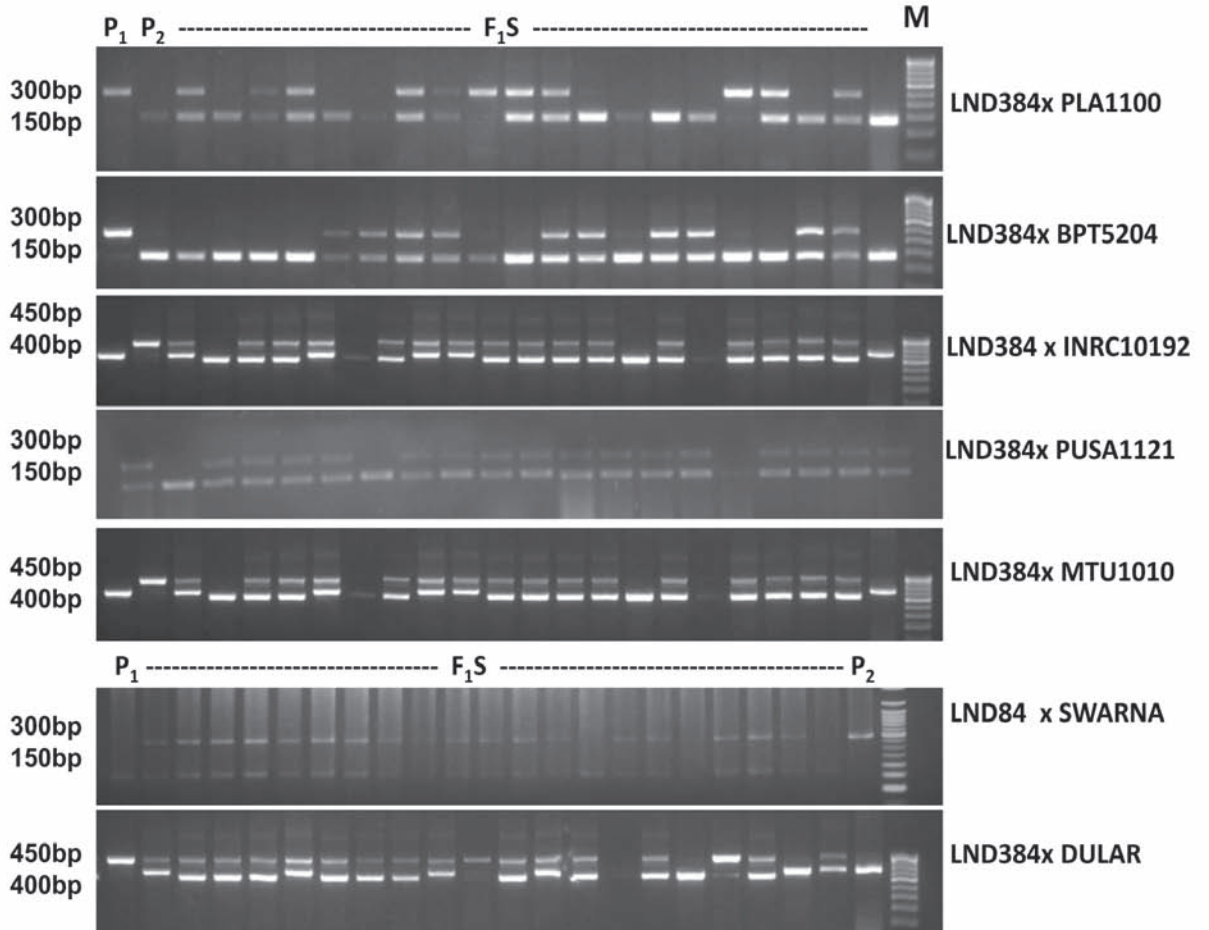 P₁ P₂ ---------------------------- F₁S -------------------------------- M
300bp
150bp
LND384x PLA1100
300bp
150bp
LND384x BPT5204
450bp
400bp
LND384 x INRC10192
300bp
150bp
LND384x PUSA1121
450bp
400bp
LND384x MTU1010
P₁ ---------------------------- F₁S --------------------------------- P₂
300bp
150bp
LND84 x SWARNA
450bp
400bp
LND384x DULAR